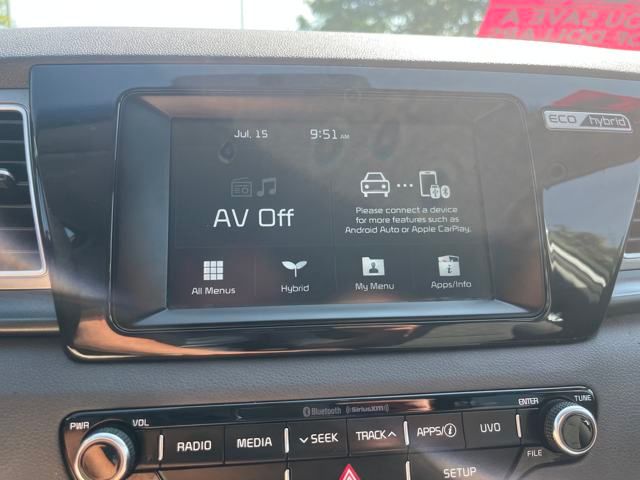 YOU SAVE A
ECO hybrid
Jul, 15 9:51 AM
AV Off
Please connect a device
for more features such as
Android Auto or Apple CarPlay.
All Menus Hybrid My Menu Apps/Info
Bluetooth SiriusXM
PWR VOL ENTER TUNE
RADIO MEDIA SEEK TRACK APPS/i UVO
FILE
SETUP